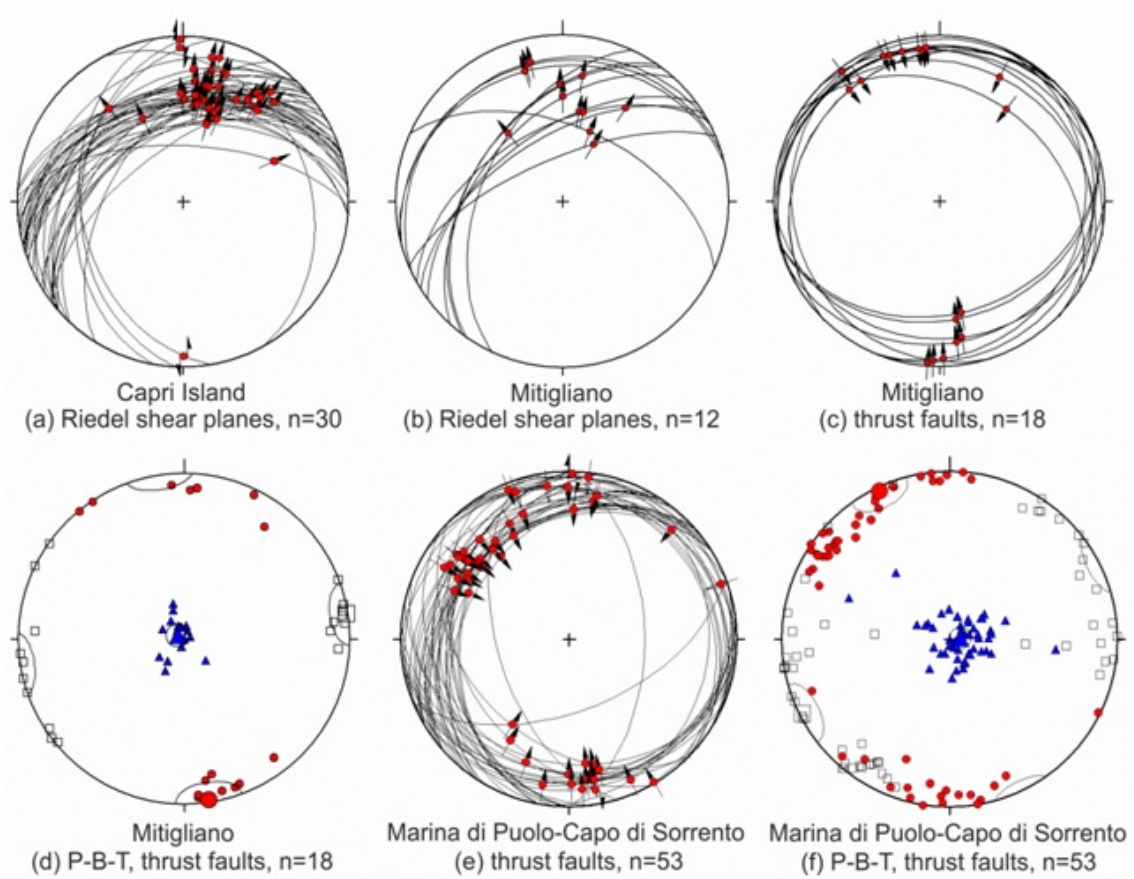 Capri Island
(a) Riedel shear planes, n=30
Mitigliano
(b) Riedel shear planes, n=12
Mitigliano
(c) thrust faults, n=18
Mitigliano
(d) P-B-T, thrust faults, n=18
Marina di Puolo-Capo di Sorrento
(e) thrust faults, n=53
Marina di Puolo-Capo di Sorrento
(f) P-B-T, thrust faults, n=53